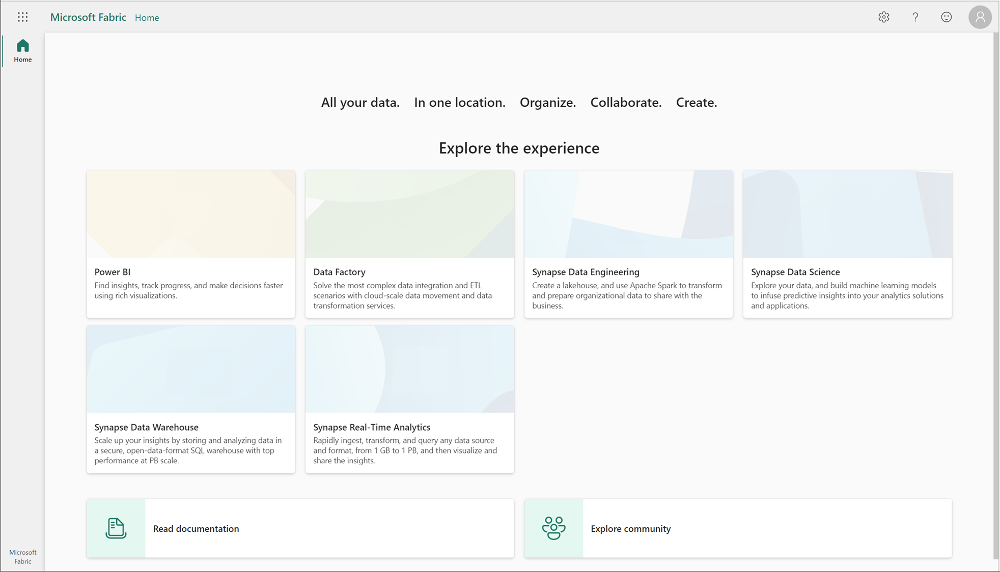 Microsoft Fabric Home
Home
All your data. In one location. Organize. Collaborate. Create.
Explore the experience
Power BI
Find insights, track progress, and make decisions faster
using rich visualizations.
Data Factory
Solve the most complex data integration and ETL
scenarios with cloud-scale data movement and data
transformation services.
Synapse Data Engineering
Create a lakehouse, and use Apache Spark to transform
and prepare organizational data to share with the
business.
Synapse Data Science
Explore your data, and build machine learning models
to infuse predictive insights into your analytics solutions
and applications.
Synapse Data Warehouse
Scale up your insights by storing and analyzing data in
a secure, open-data-format SQL warehouse with top
performance at PB scale.
Synapse Real-Time Analytics
Rapidly ingest, transform, and query any data source
and format, from 1 GB to 1 PB, and then visualize and
share the insights.
Read documentation
Explore community
Microsoft
Fabric